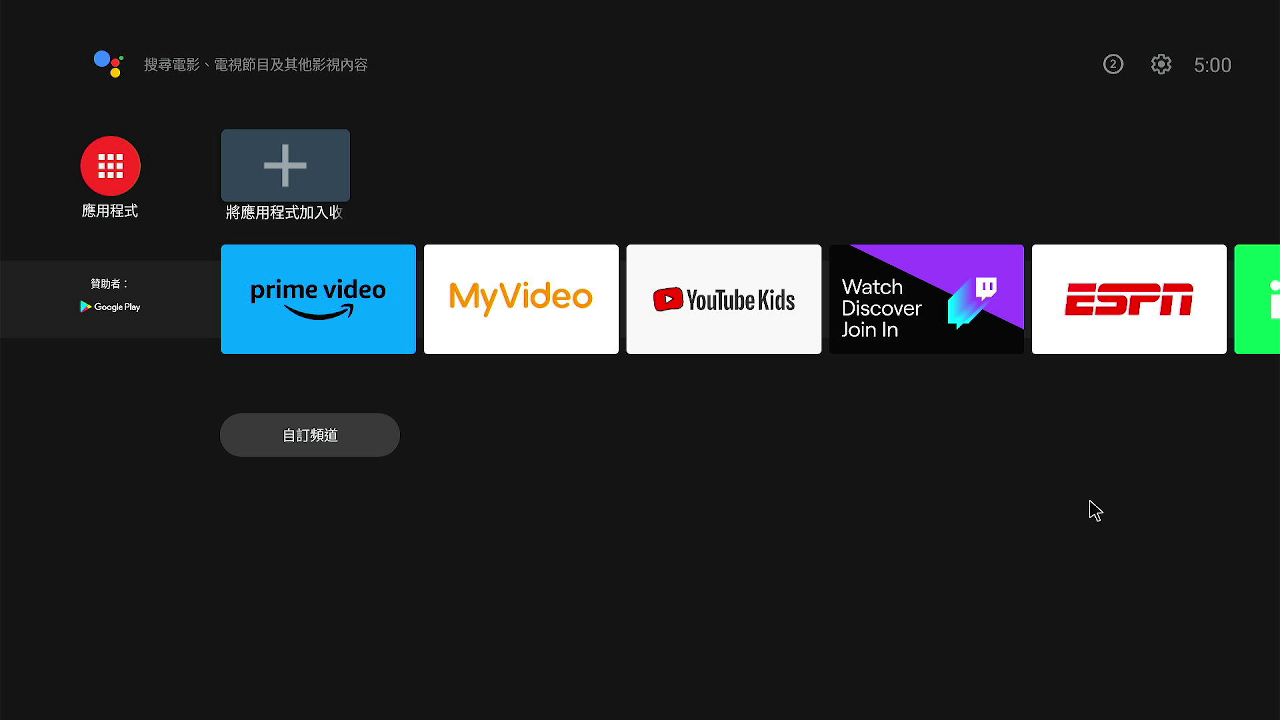 搜尋電影、電視節目及其他影視內容
2
5:00
應用程式
將應用程式加入收
贊助者：
Google Play
prime video
MyVideo
YouTube Kids
Watch
Discover
Join In
ESPN
自訂頻道